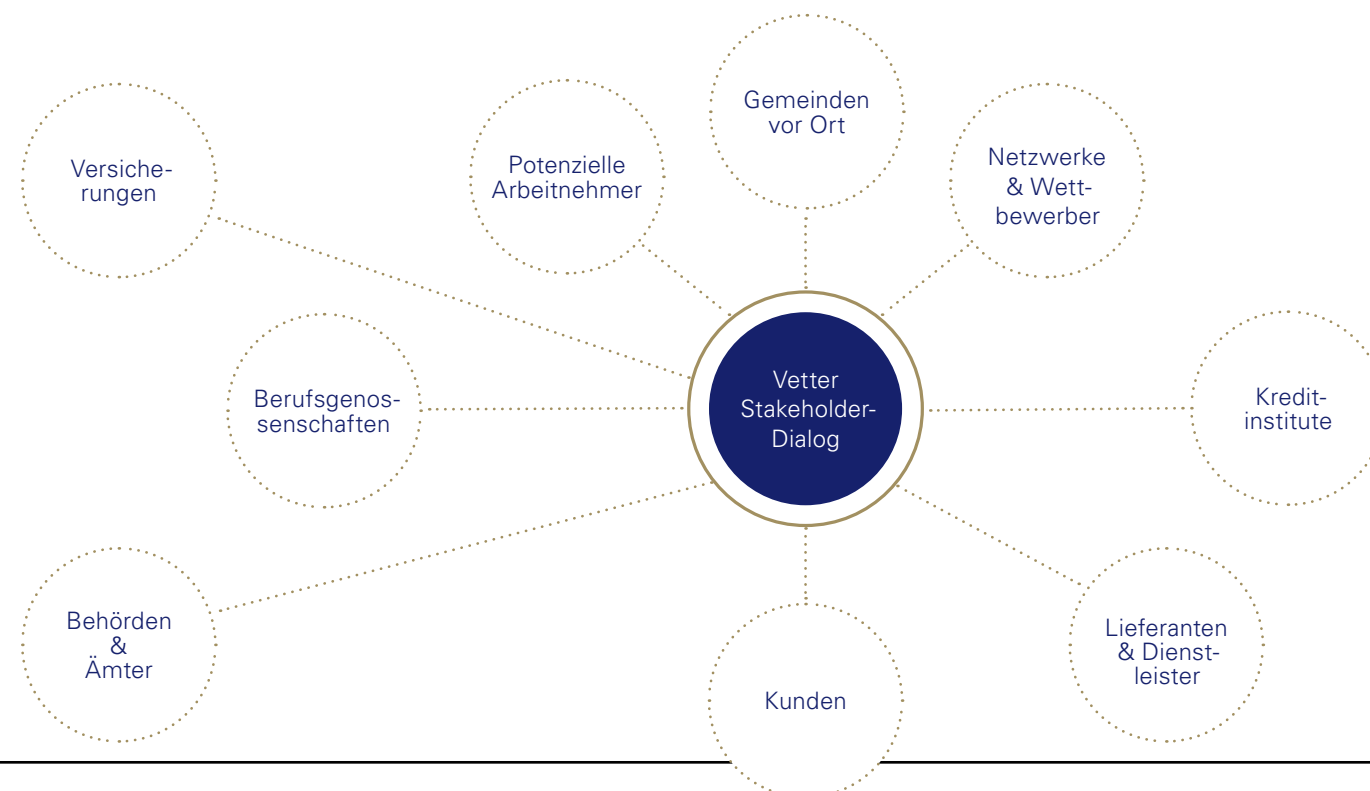 Gemeinden
vor Ort
Netzwerke
& Wett-
bewerber
Potenzielle
Arbeitnehmer
Versiche-
rungen
Vetter
Stakeholder-
Dialog
Berufsgenos-
senschaften
Kredit-
institute
Behörden
&
Ämter
Lieferanten
& Dienst-
leister
Kunden